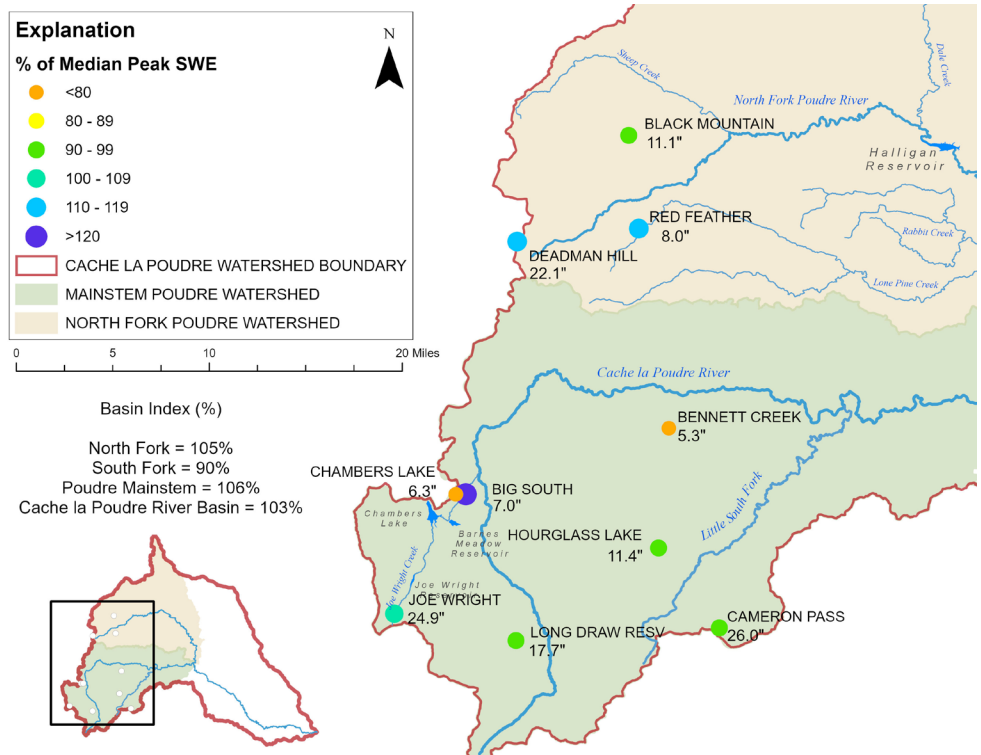 Explanation
% of Median Peak SWE
<80
80 - 89
90 - 99
100 - 109
110 - 119
>120
CACHE LA POUDRE WATERSHED BOUNDARY
MAINSTEM POUDRE WATERSHED
NORTH FORK POUDRE WATERSHED
N
0 5 10 20 Miles
Basin Index (%)
North Fork = 105%
South Fork = 90%
Poudre Mainstem = 106%
Cache la Poudre River Basin = 103%
Sheep Creek
Dale Creek
North Fork Poudre River
BLACK MOUNTAIN
11.1"
Halligan
Reservoir
RED FEATHER
8.0"
Rabbit Creek
DEADMAN HILL
22.1"
Lone Pine Creek
Cache la Poudre River
BENNETT CREEK
5.3"
CHAMBERS LAKE
6.3"
BIG SOUTH
7.0"
Chambers
Lake
Barnes
Meadow
Reservoir
Little South Fork
HOURGLASS LAKE
11.4"
Joe Wright Creek
Joe Wright
Reservoir
JOE WRIGHT
24.9"
LONG DRAW RESV
17.7"
CAMERON PASS
26.0"